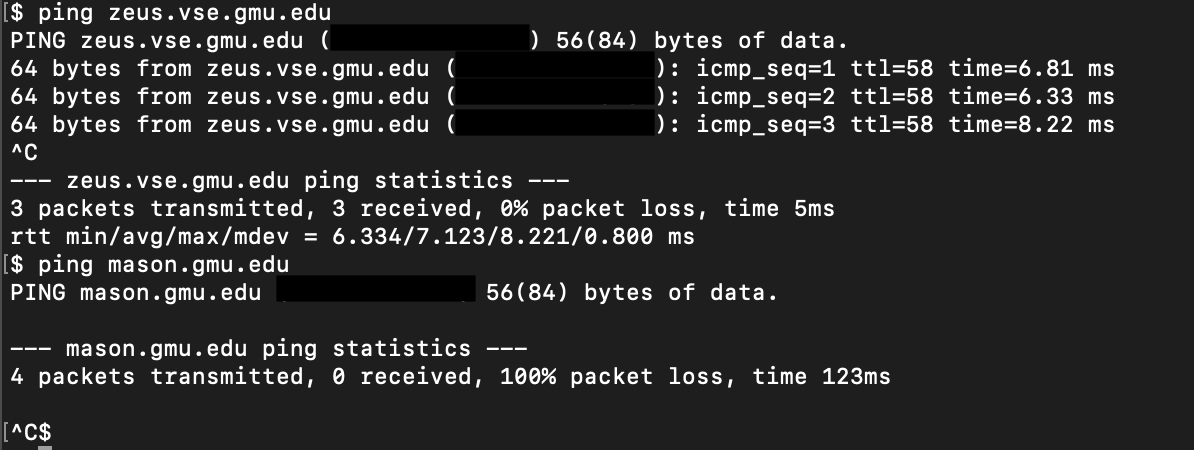 [$ ping zeus.vse.gmu.edu
PING zeus.vse.gmu.edu ( ) 56(84) bytes of data.
64 bytes from zeus.vse.gmu.edu ( ): icmp_seq=1 ttl=58 time=6.81 ms
64 bytes from zeus.vse.gmu.edu ( ): icmp_seq=2 ttl=58 time=6.33 ms
64 bytes from zeus.vse.gmu.edu ( ): icmp_seq=3 ttl=58 time=8.22 ms
^C
--- zeus.vse.gmu.edu ping statistics ---
3 packets transmitted, 3 received, 0% packet loss, time 5ms
rtt min/avg/max/mdev = 6.334/7.123/8.221/0.800 ms
[$ ping mason.gmu.edu
PING mason.gmu.edu 56(84) bytes of data.
--- mason.gmu.edu ping statistics ---
4 packets transmitted, 0 received, 100% packet loss, time 123ms
[^C$